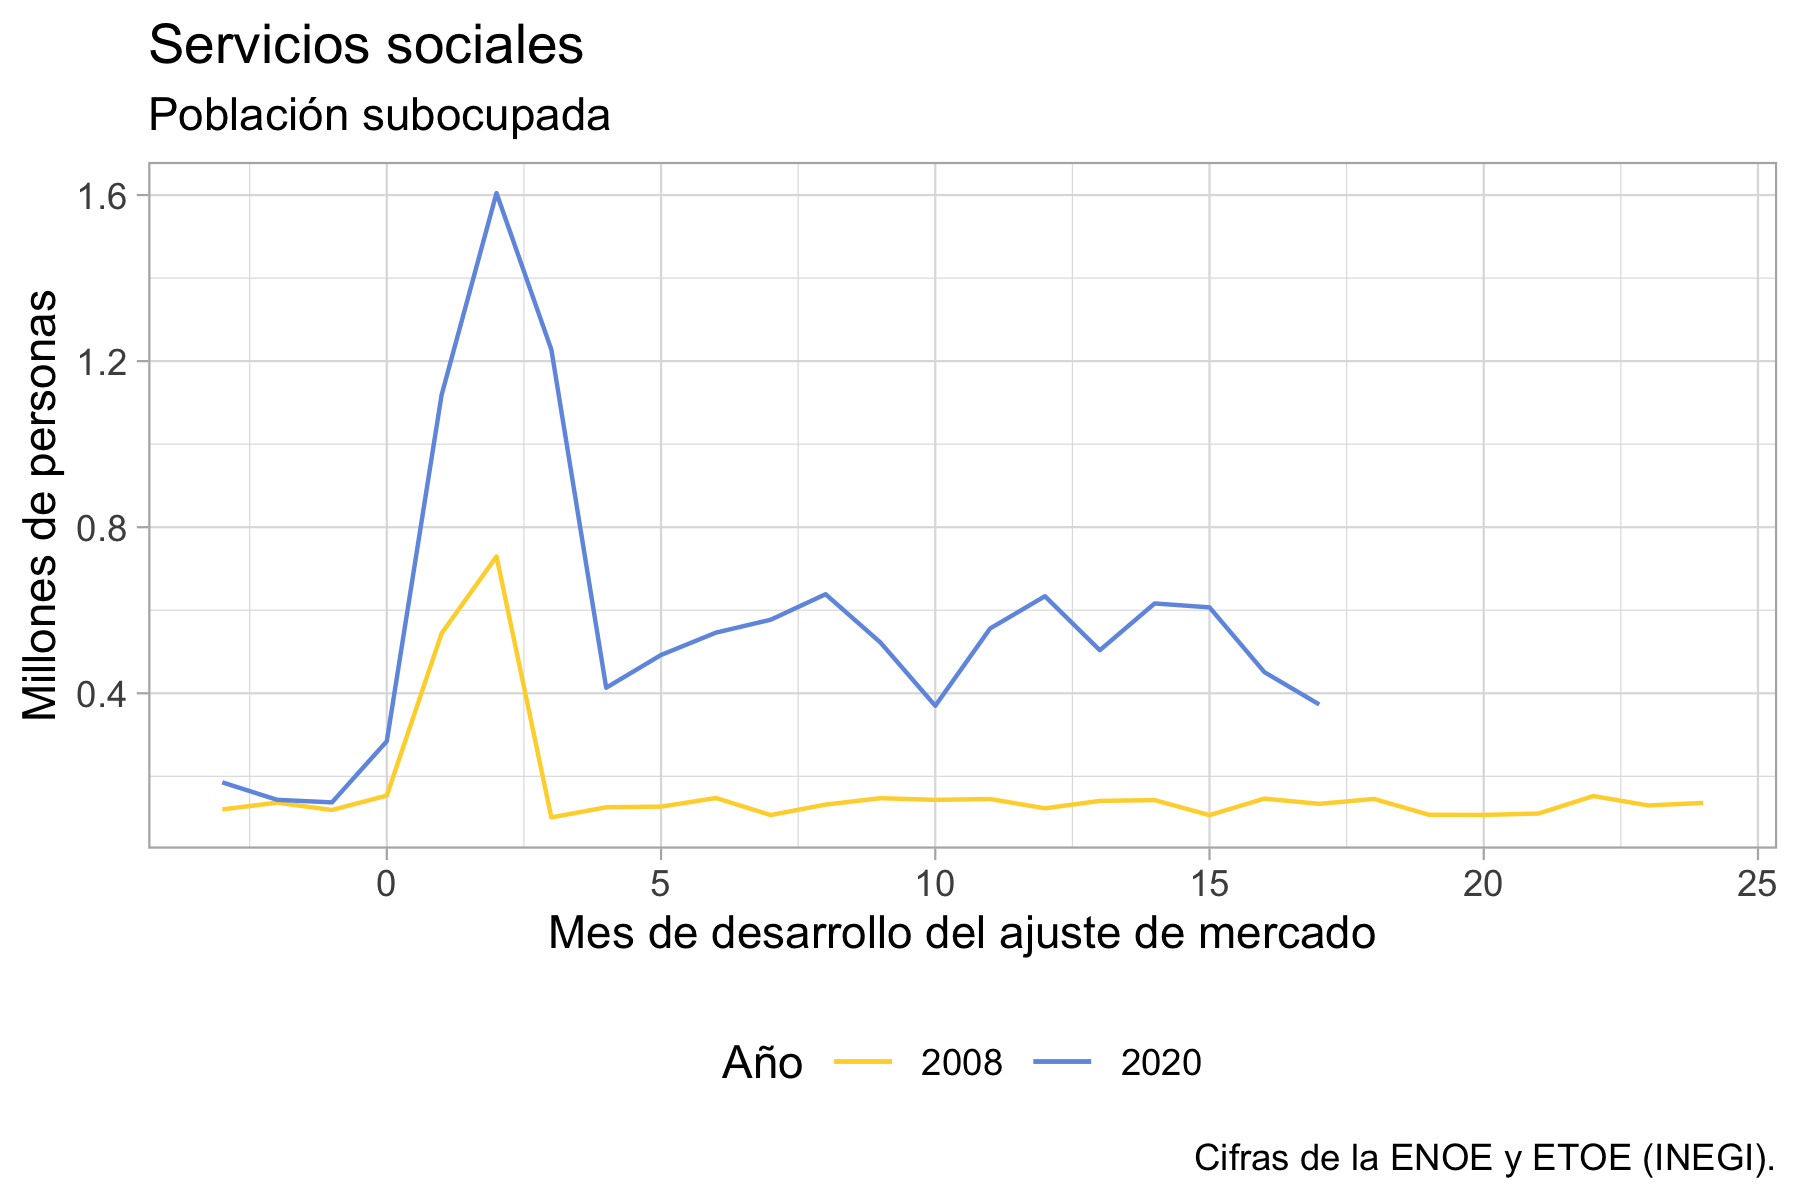 Servicios sociales
Población subocupada
Millones de personas
1.6
1.2
0.8
0.4
0 5 10 15 20 25
Mes de desarrollo del ajuste de mercado
Año 2008 2020
Cifras de la ENOE y ETOE (INEGI).